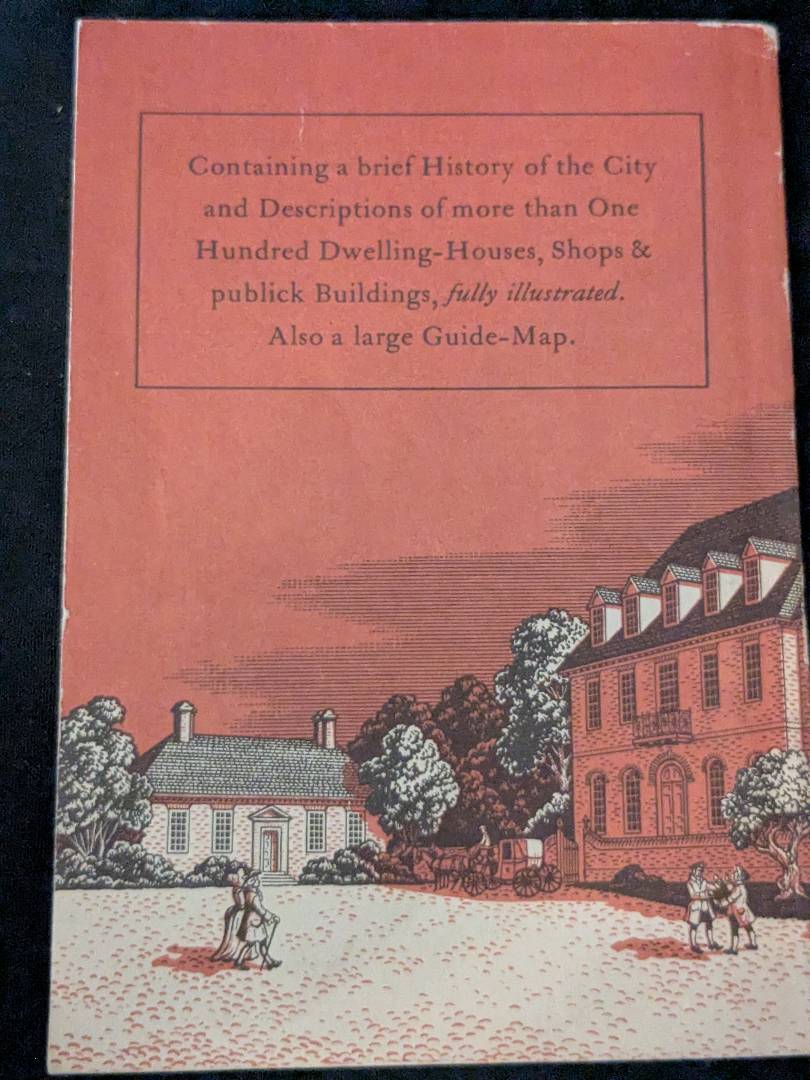 Containing a brief History of the City
and Descriptions of more than One
Hundred Dwelling-Houses, Shops &
publick Buildings, fully illustrated.
Also a large Guide-Map.